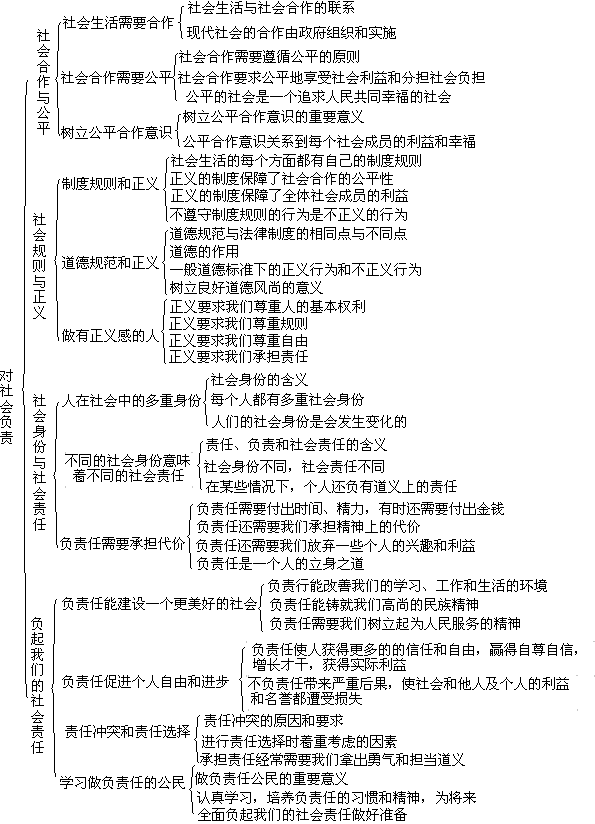 对社会负责
社会合作与公平
社会生活需要合作
社会生活与社会合作的联系
现代社会的合作由政府组织和实施
社会合作需要公平
社会合作需要遵循公平的原则
社会合作要求公平地享受社会利益和分担社会负担
公平的社会是一个追求人民共同幸福的社会
树立公平合作意识
树立公平合作意识的重要意义
公平合作意识关系到每个社会成员的利益和幸福
社会规则与正义
制度规则和正义
社会生活的每个方面都有自己的制度规则
正义的制度保障了社会合作的公平性
正义的制度保障了全体社会成员的利益
不遵守制度规则的行为是不正义的行为
道德规范和正义
道德规范与法律制度的相同点与不同点
道德的作用
一般道德标准下的正义行为和不正义行为
树立良好道德风尚的意义
做有正义感的人
正义要求我们尊重人的基本权利
正义要求我们尊重规则
正义要求我们尊重自由
正义要求我们承担责任
社会身份与社会责任
人在社会中的多重身份
社会身份的含义
每个人都有多重社会身份
人们的社会身份是会发生变化的
不同的社会身份意味
着不同的社会责任
责任、负责和社会责任的含义
社会身份不同，社会责任不同
在某些情况下，个人还负有道义上的责任
负责任需要承担代价
负责任需要付出时间、精力，有时还需要付出金钱
负责任还需要我们承担精神上的代价
负责任还需要我们放弃一些个人的兴趣和利益
负责任是一个人的立身之道
负起我们的社会责任
负责任能建设一个更美好的社会
负责行能改善我们的学习、工作和生活的环境
负责任能铸就我们高尚的民族精神
负责任需要我们树立起为人民服务的精神
负责任促进个人自由和进步
负责任使人获得更多的的信任和自由，赢得自尊自信，
增长才干，获得实际利益
不负责任带来严重后果，使社会和他人及个人的利益
和名誉都遭受损失
责任冲突和责任选择
责任冲突的原因和要求
进行责任选择时着重考虑的因素
承担责任经常需要我们拿出勇气和担当道义
学习做负责任的公民
做负责任公民的重要意义
认真学习，培养负责任的习惯和精神，为将来
全面负起我们的社会责任做好准备